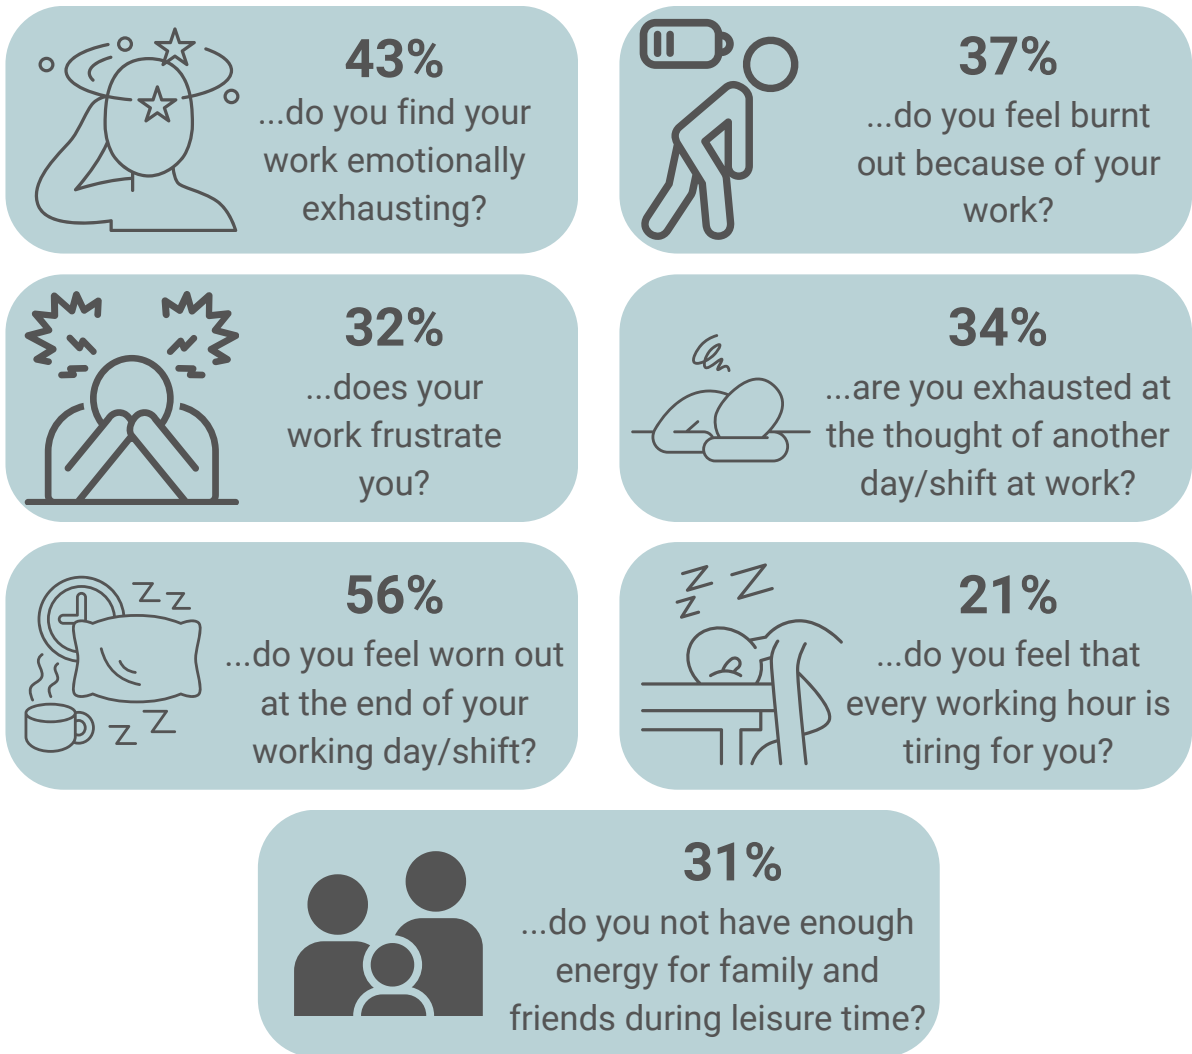 43%
...do you find your
work emotionally
exhausting?
37%
...do you feel burnt
out because of your
work?
32%
...does your
work frustrate
you?
34%
...are you exhausted at
the thought of another
day/shift at work?
56%
...do you feel worn out
at the end of your
working day/shift?
21%
...do you feel that
every working hour is
tiring for you?
31%
...do you not have enough
energy for family and
friends during leisure time?